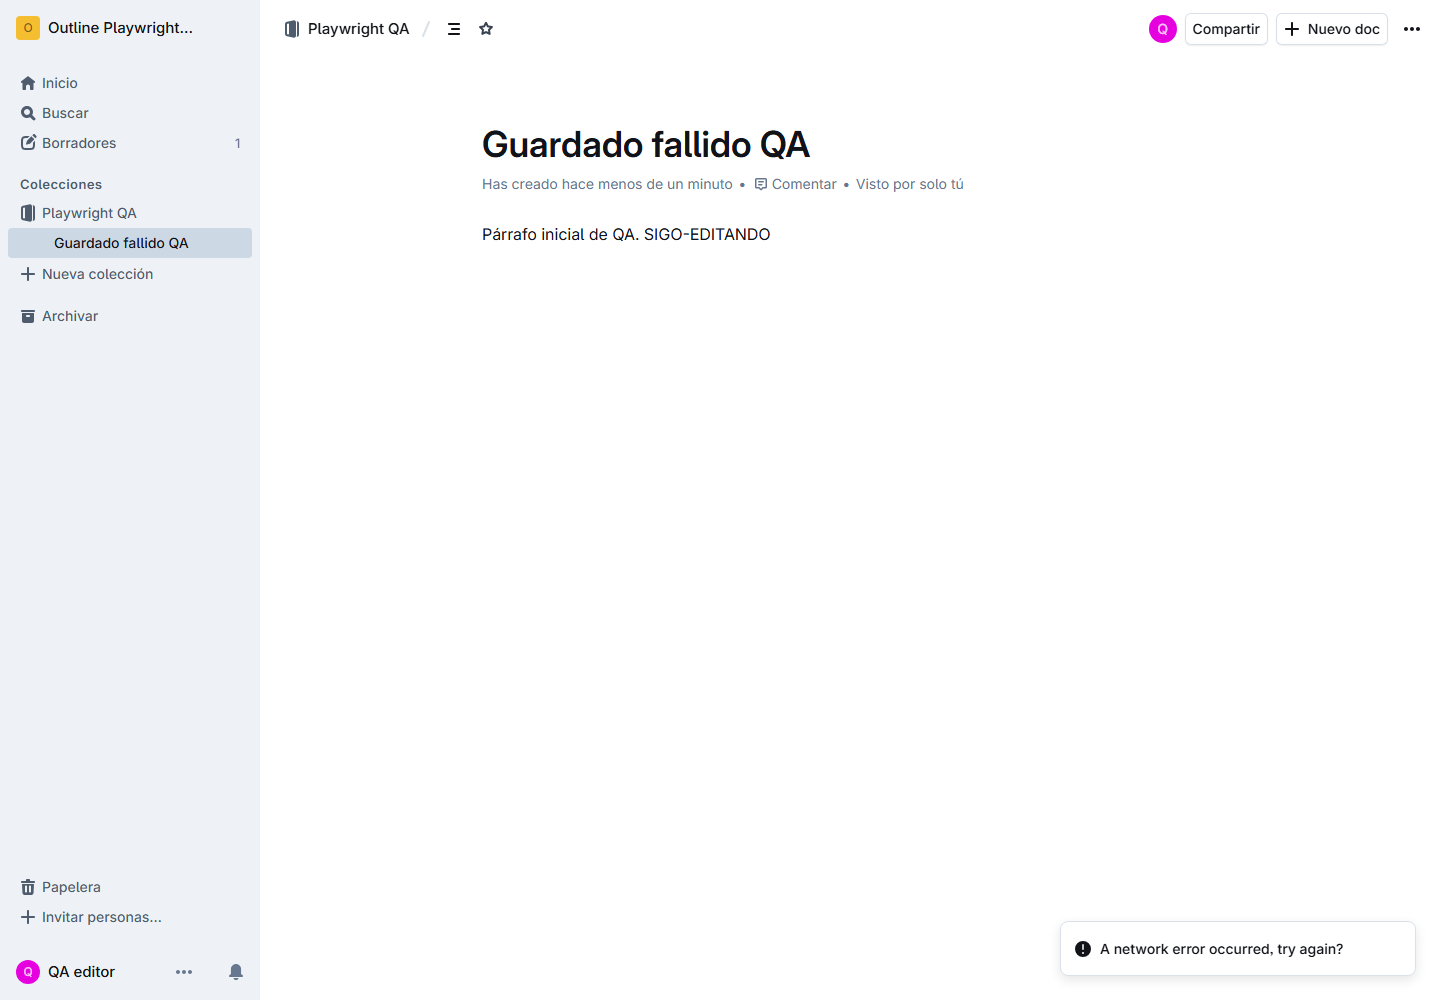 O Outline Playwright...
Inicio
Buscar
Borradores 1
Colecciones
Playwright QA
Guardado fallido QA
Nueva colección
Archivar
Papelera
Invitar personas...
Q QA editor
Playwright QA /
Q Compartir Nuevo doc
Guardado fallido QA
Has creado hace menos de un minuto • Comentar • Visto por solo tú
Párrafo inicial de QA. SIGO-EDITANDO
A network error occurred, try again?